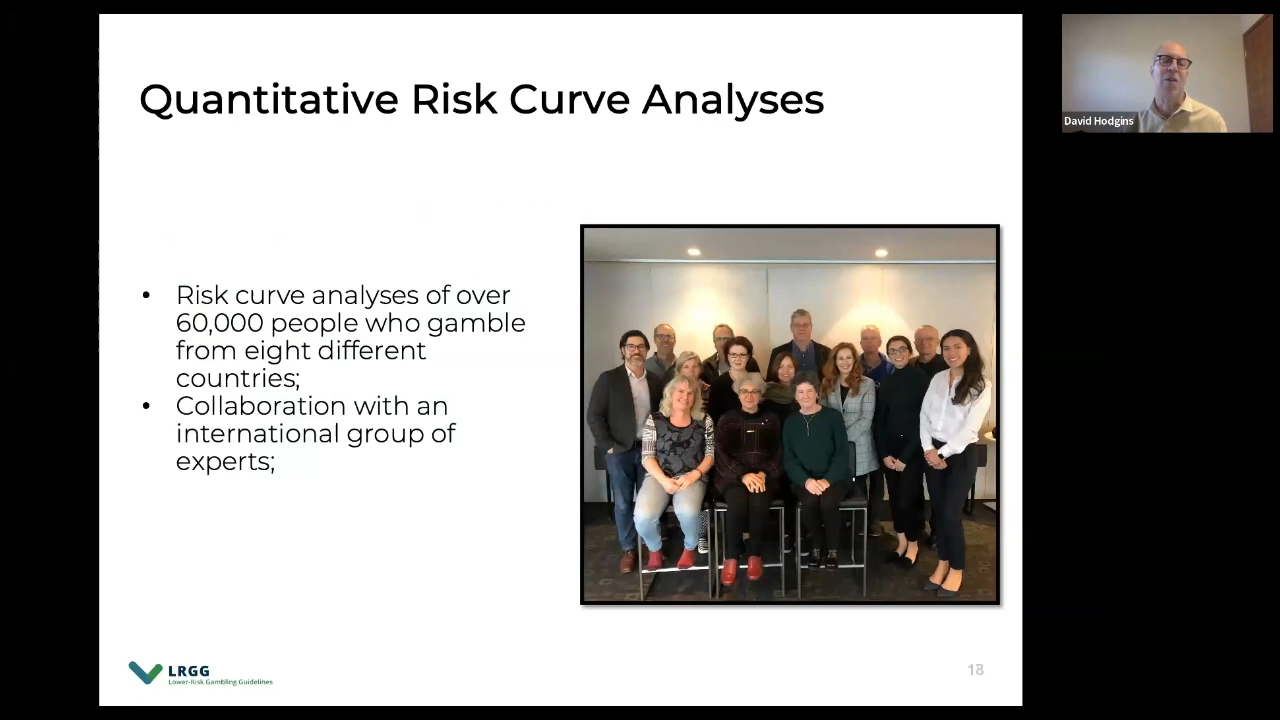 Quantitative Risk Curve Analyses
David Hodgins
• Risk curve analyses of over
60,000 people who gamble
from eight different
countries;
• Collaboration with an
international group of
experts;
LRGG
Lower-Risk Gambling Guidelines
18